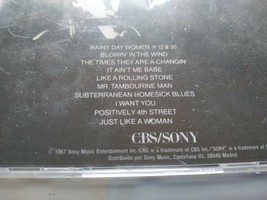 RAINY DAY WOMEN # 12 & 35
BLOWIN' IN THE WIND
THE TIMES THEY ARE A-CHANGIN'
IT AIN'T ME BABE
LIKE A ROLLING STONE
MR. TAMBOURINE MAN
SUBTERRANEAN HOMESICK BLUES
I WANT YOU
POSITIVELY 4th STREET
JUST LIKE A WOMAN
CBS/SONY
© 1967 Sony Music Entertainment Inc./CBS is a trademark of CBS Inc./"SONY" is a trademark of Sony
Distribuido por Sony Music, Castellana 93, 28046 Madrid